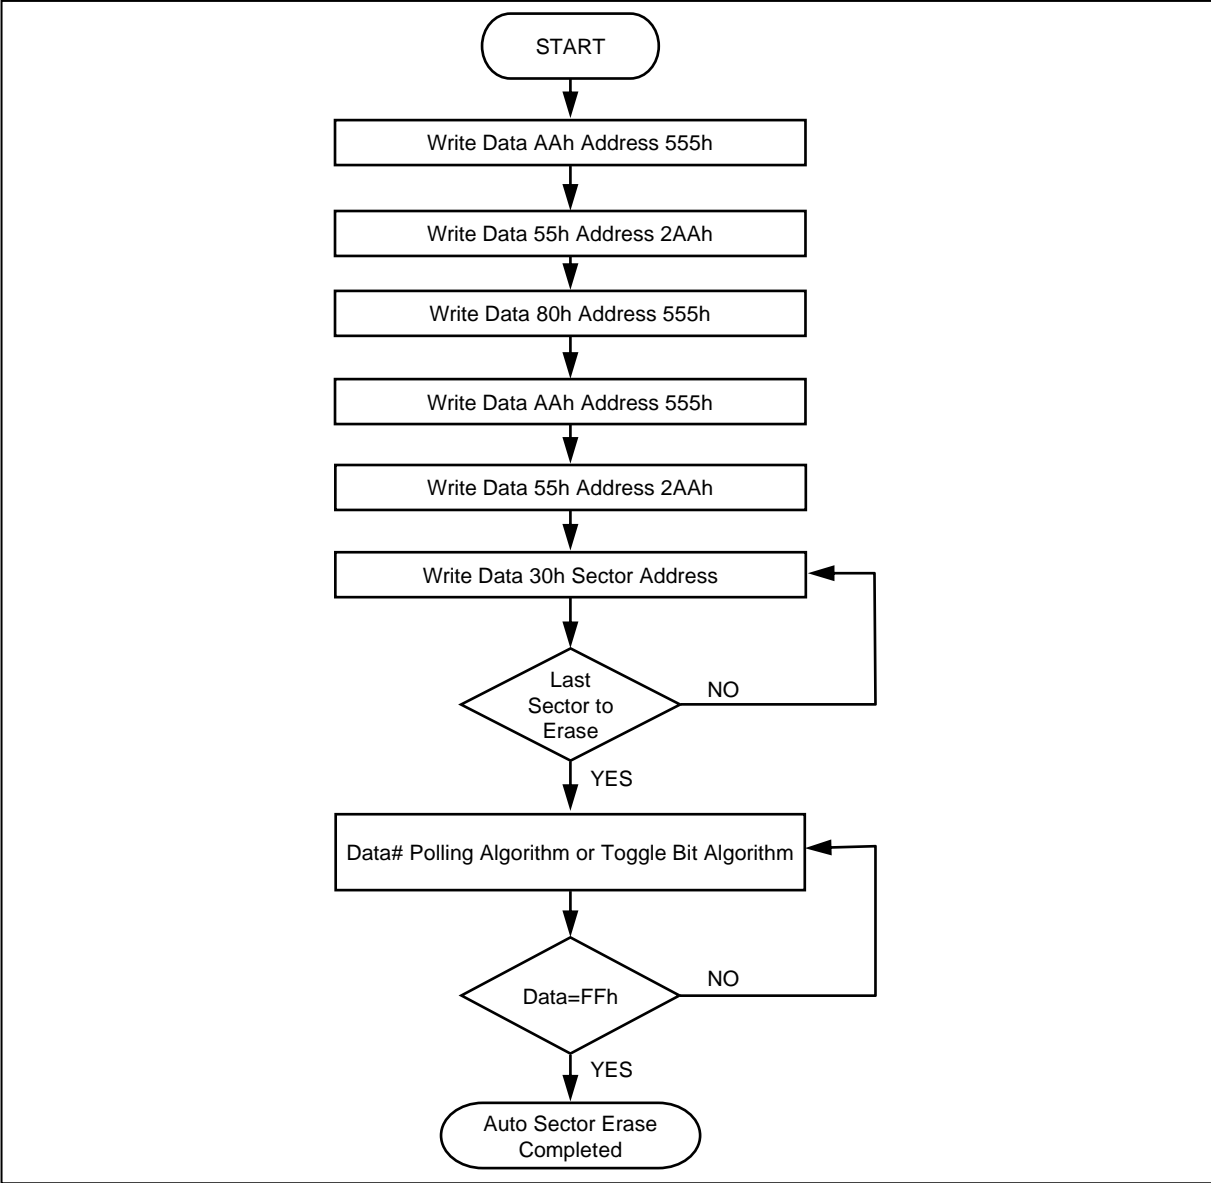 START
Write Data AAh Address 555h
Write Data 55h Address 2AAh
Write Data 80h Address 555h
Write Data AAh Address 555h
Write Data 55h Address 2AAh
Write Data 30h Sector Address
Last
Sector to
Erase
NO
YES
Data# Polling Algorithm or Toggle Bit Algorithm
Data=FFh
NO
YES
Auto Sector Erase
Completed